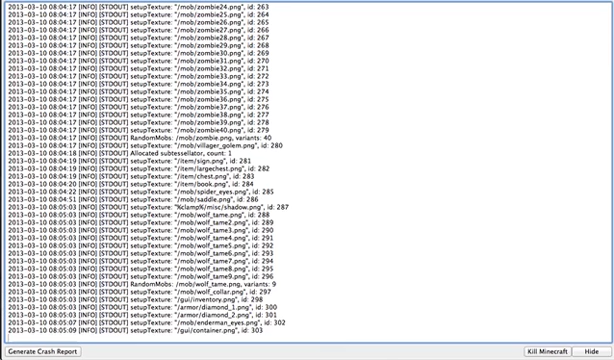 2013-03-10 08:04:17 [INFO] [STDOUT] setupTexture: "/mob/zombie24.png", id: 263
2013-03-10 08:04:17 [INFO] [STDOUT] setupTexture: "/mob/zombie25.png", id: 264
2013-03-10 08:04:17 [INFO] [STDOUT] setupTexture: "/mob/zombie26.png", id: 265
2013-03-10 08:04:17 [INFO] [STDOUT] setupTexture: "/mob/zombie27.png", id: 266
2013-03-10 08:04:17 [INFO] [STDOUT] setupTexture: "/mob/zombie28.png", id: 267
2013-03-10 08:04:17 [INFO] [STDOUT] setupTexture: "/mob/zombie29.png", id: 268
2013-03-10 08:04:17 [INFO] [STDOUT] setupTexture: "/mob/zombie30.png", id: 269
2013-03-10 08:04:17 [INFO] [STDOUT] setupTexture: "/mob/zombie31.png", id: 270
2013-03-10 08:04:17 [INFO] [STDOUT] setupTexture: "/mob/zombie32.png", id: 271
2013-03-10 08:04:17 [INFO] [STDOUT] setupTexture: "/mob/zombie33.png", id: 272
2013-03-10 08:04:17 [INFO] [STDOUT] setupTexture: "/mob/zombie34.png", id: 273
2013-03-10 08:04:17 [INFO] [STDOUT] setupTexture: "/mob/zombie35.png", id: 274
2013-03-10 08:04:17 [INFO] [STDOUT] setupTexture: "/mob/zombie36.png", id: 275
2013-03-10 08:04:17 [INFO] [STDOUT] setupTexture: "/mob/zombie37.png", id: 276
2013-03-10 08:04:17 [INFO] [STDOUT] setupTexture: "/mob/zombie38.png", id: 277
2013-03-10 08:04:17 [INFO] [STDOUT] setupTexture: "/mob/zombie39.png", id: 278
2013-03-10 08:04:17 [INFO] [STDOUT] setupTexture: "/mob/zombie40.png", id: 279
2013-03-10 08:04:17 [INFO] [STDOUT] RandomMobs: /mob/zombie.png, variants: 40
2013-03-10 08:04:17 [INFO] [STDOUT] setupTexture: "/mob/villager_golem.png", id: 280
2013-03-10 08:04:18 [INFO] [STDOUT] Allocated subtessellator, count: 1
2013-03-10 08:04:19 [INFO] [STDOUT] setupTexture: "/item/sign.png", id: 281
2013-03-10 08:04:19 [INFO] [STDOUT] setupTexture: "/item/largechest.png", id: 282
2013-03-10 08:04:19 [INFO] [STDOUT] setupTexture: "/item/chest.png", id: 283
2013-03-10 08:04:20 [INFO] [STDOUT] setupTexture: "/item/book.png", id: 284
2013-03-10 08:04:22 [INFO] [STDOUT] setupTexture: "/mob/spider_eyes.png", id: 285
2013-03-10 08:04:51 [INFO] [STDOUT] setupTexture: "/mob/saddle.png", id: 286
2013-03-10 08:05:03 [INFO] [STDOUT] setupTexture: "%clamp%/misc/shadow.png", id: 287
2013-03-10 08:05:03 [INFO] [STDOUT] setupTexture: "/mob/wolf_tame.png", id: 288
2013-03-10 08:05:03 [INFO] [STDOUT] setupTexture: "/mob/wolf_tame2.png", id: 289
2013-03-10 08:05:03 [INFO] [STDOUT] setupTexture: "/mob/wolf_tame3.png", id: 290
2013-03-10 08:05:03 [INFO] [STDOUT] setupTexture: "/mob/wolf_tame4.png", id: 291
2013-03-10 08:05:03 [INFO] [STDOUT] setupTexture: "/mob/wolf_tame5.png", id: 292
2013-03-10 08:05:03 [INFO] [STDOUT] setupTexture: "/mob/wolf_tame6.png", id: 293
2013-03-10 08:05:03 [INFO] [STDOUT] setupTexture: "/mob/wolf_tame7.png", id: 294
2013-03-10 08:05:03 [INFO] [STDOUT] setupTexture: "/mob/wolf_tame8.png", id: 295
2013-03-10 08:05:03 [INFO] [STDOUT] setupTexture: "/mob/wolf_tame9.png", id: 296
2013-03-10 08:05:03 [INFO] [STDOUT] RandomMobs: /mob/wolf_tame.png, variants: 9
2013-03-10 08:05:03 [INFO] [STDOUT] setupTexture: "/mob/wolf_collar.png", id: 297
2013-03-10 08:05:05 [INFO] [STDOUT] setupTexture: "/gui/inventory.png", id: 298
2013-03-10 08:05:05 [INFO] [STDOUT] setupTexture: "/armor/diamond_1.png", id: 300
2013-03-10 08:05:05 [INFO] [STDOUT] setupTexture: "/armor/diamond_2.png", id: 301
2013-03-10 08:05:07 [INFO] [STDOUT] setupTexture: "/mob/enderman_eyes.png", id: 302
2013-03-10 08:05:09 [INFO] [STDOUT] setupTexture: "/gui/container.png", id: 303
Generate Crash Report Kill Minecraft Hide